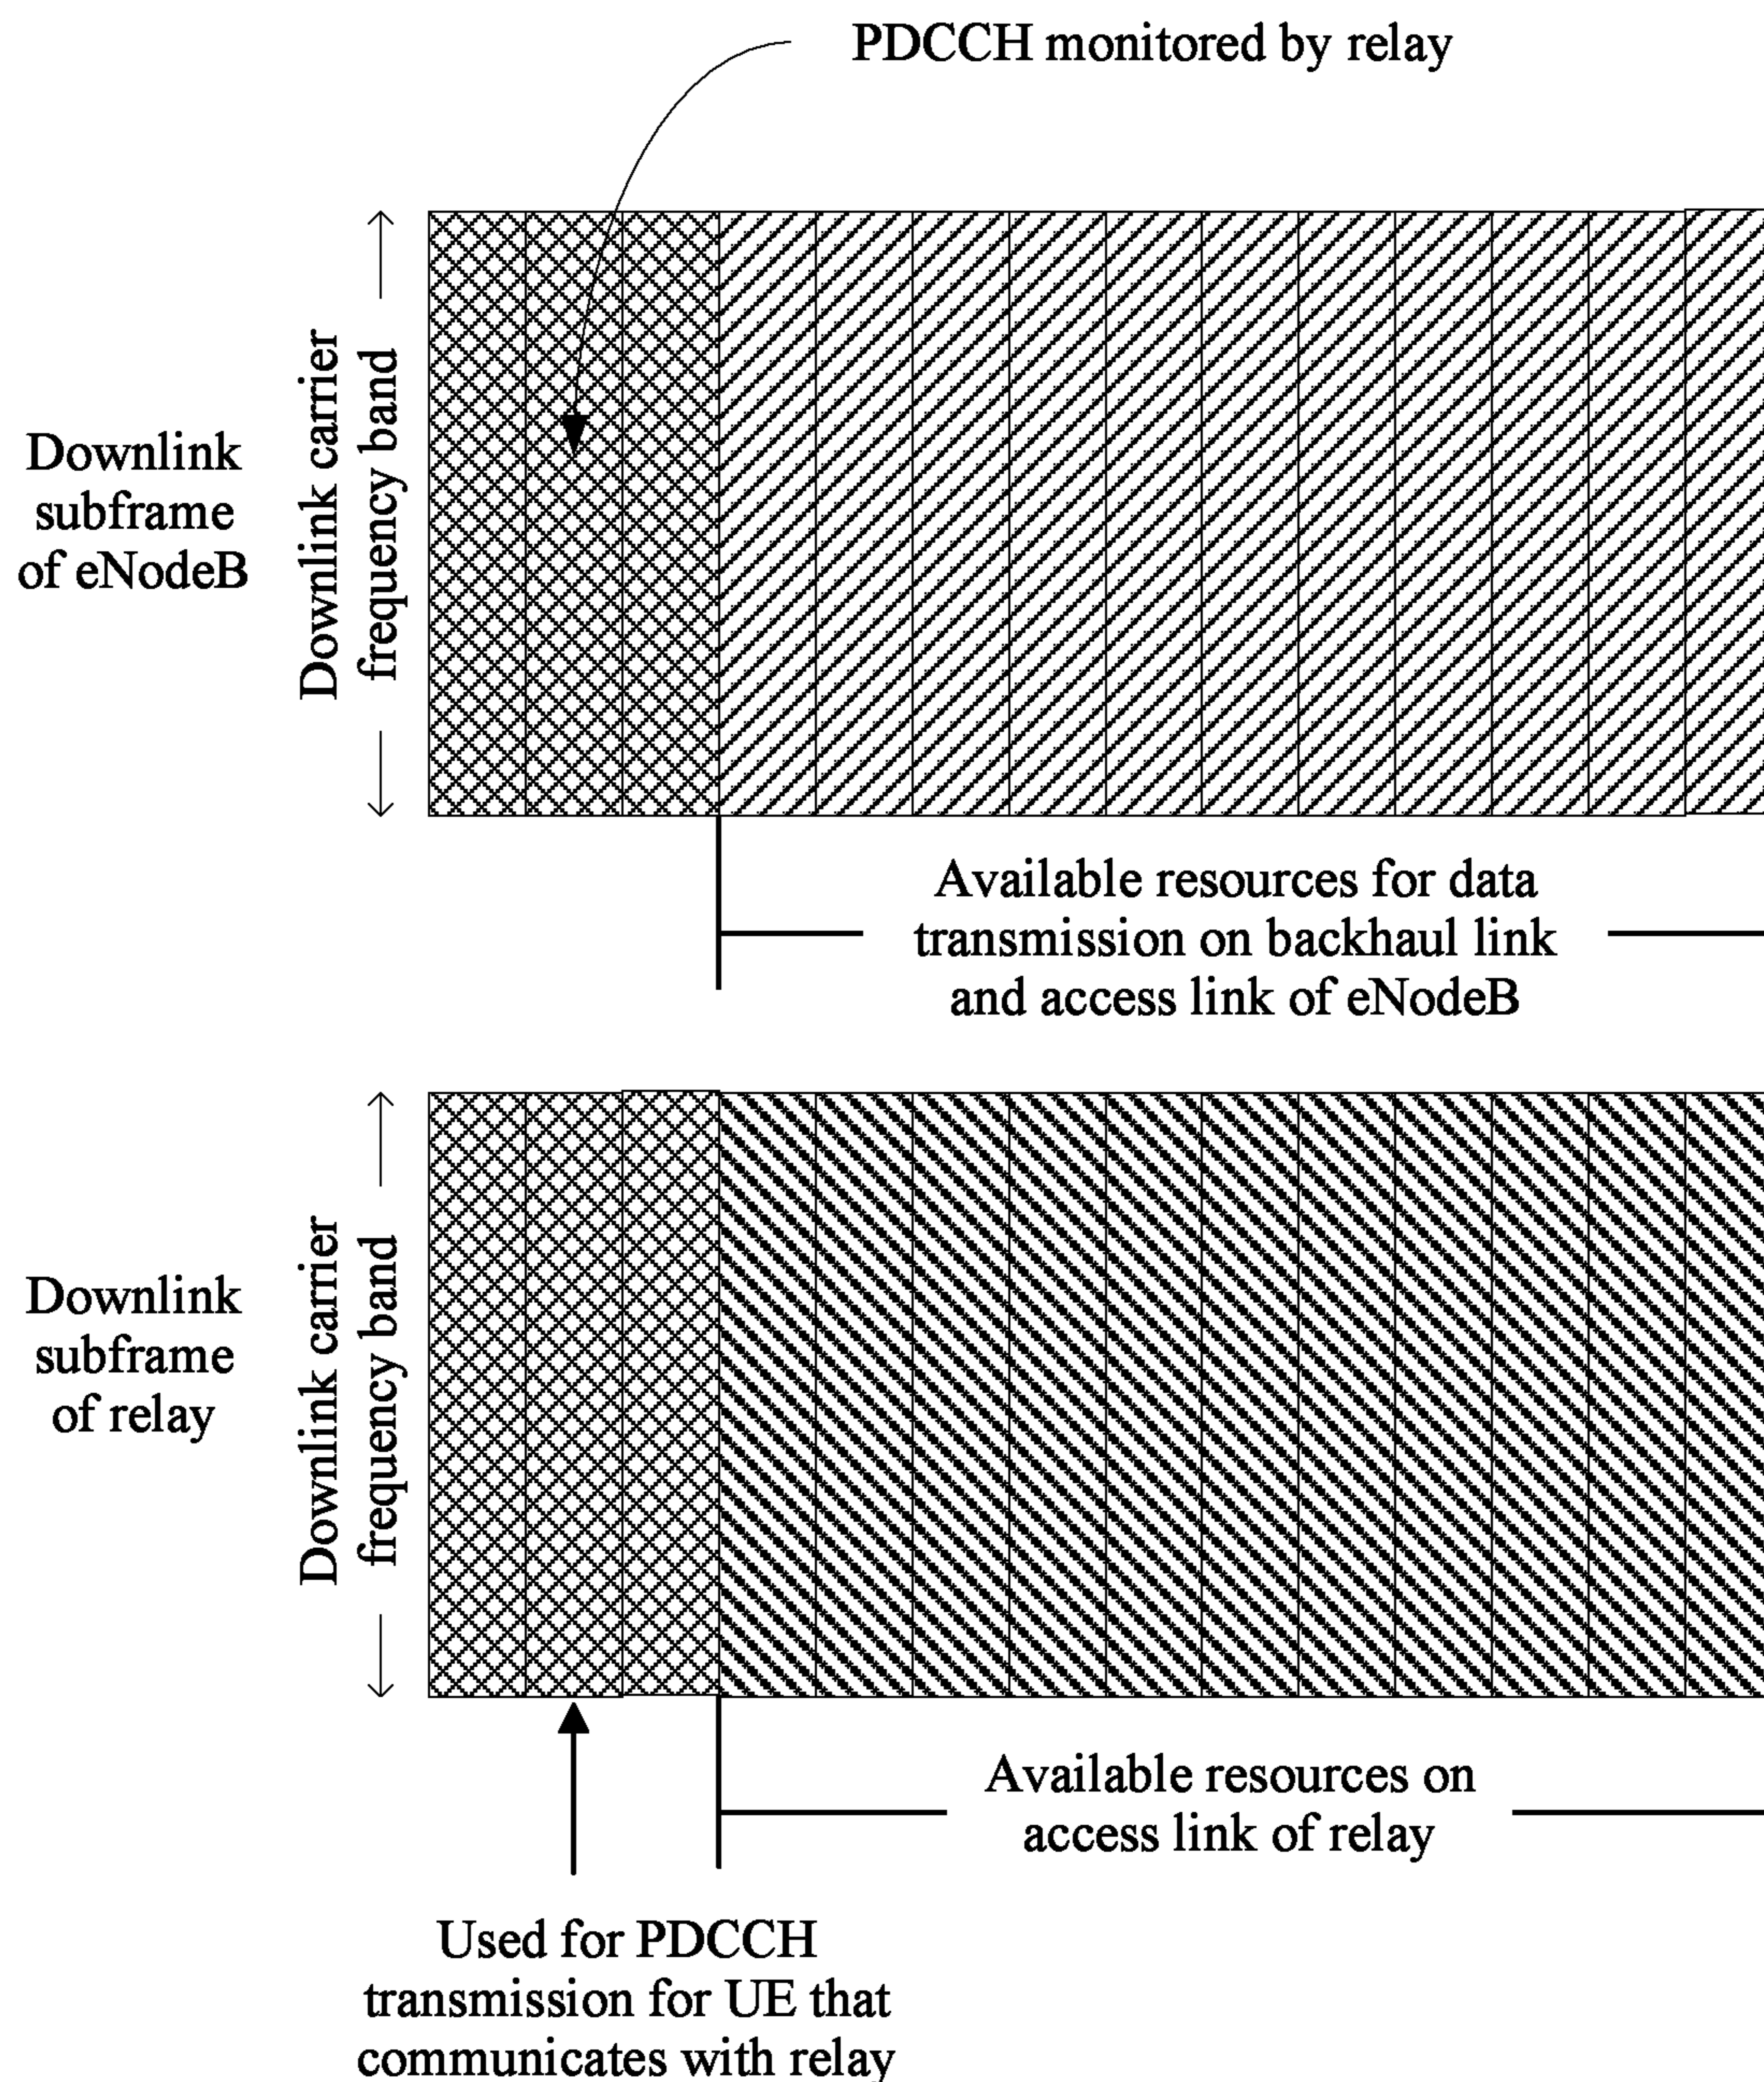 PDCCH monitored by relay
Downlink
subframe
of eNodeB
Downlink carrier
frequency band
Available resources for data
transmission on backhaul link
and access link of eNodeB
Downlink
subframe
of relay
Downlink carrier
frequency band
Available resources on
access link of relay
Used for PDCCH
transmission for UE that
communicates with relay